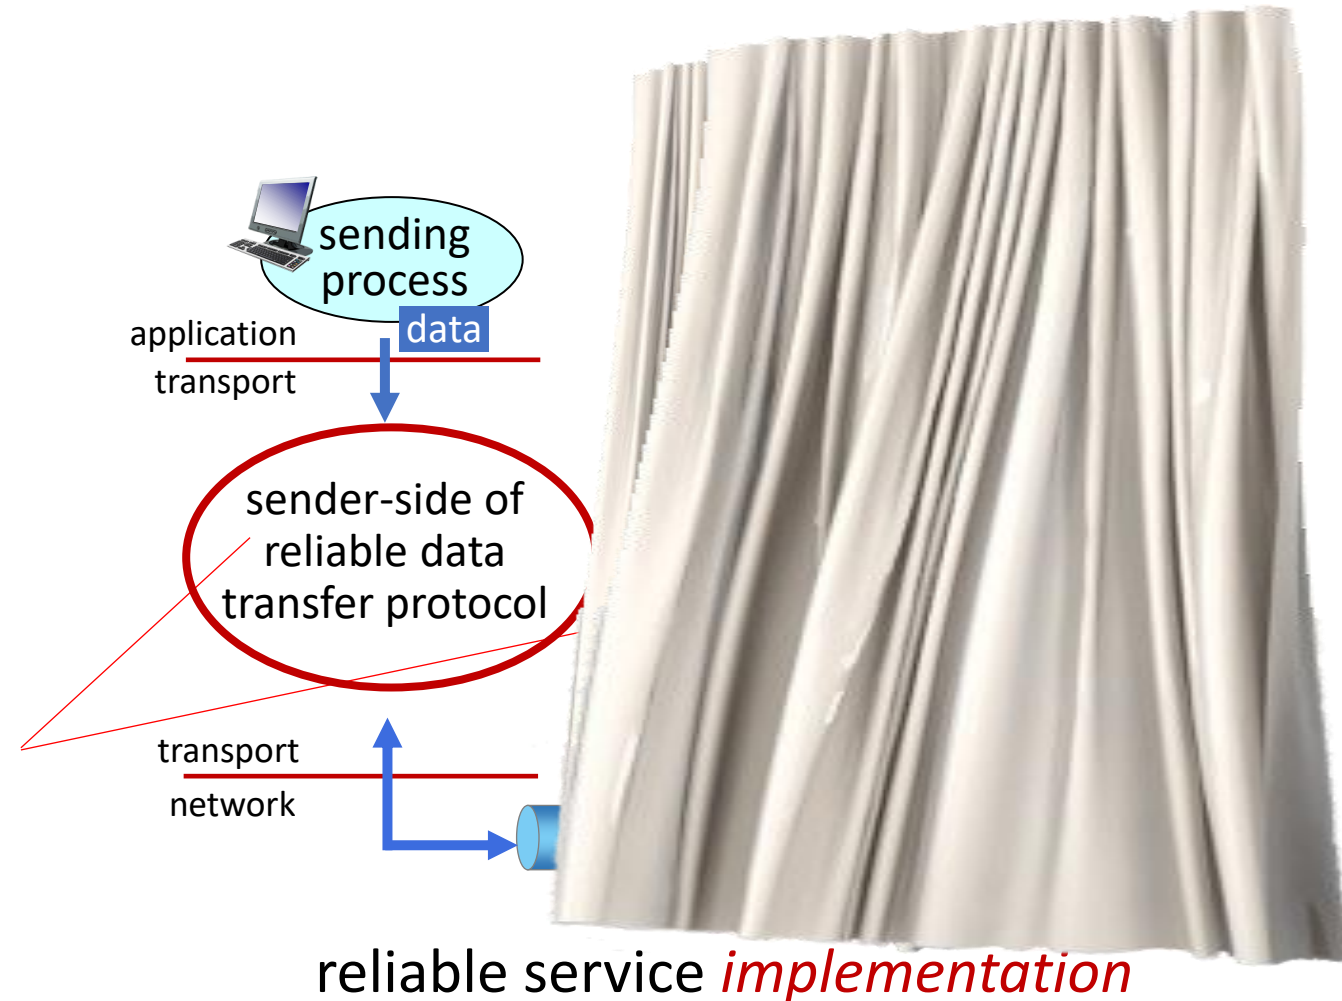 sending
process
data
application
transport
sender-side of
reliable data
transfer protocol
transport
network
reliable service implementation